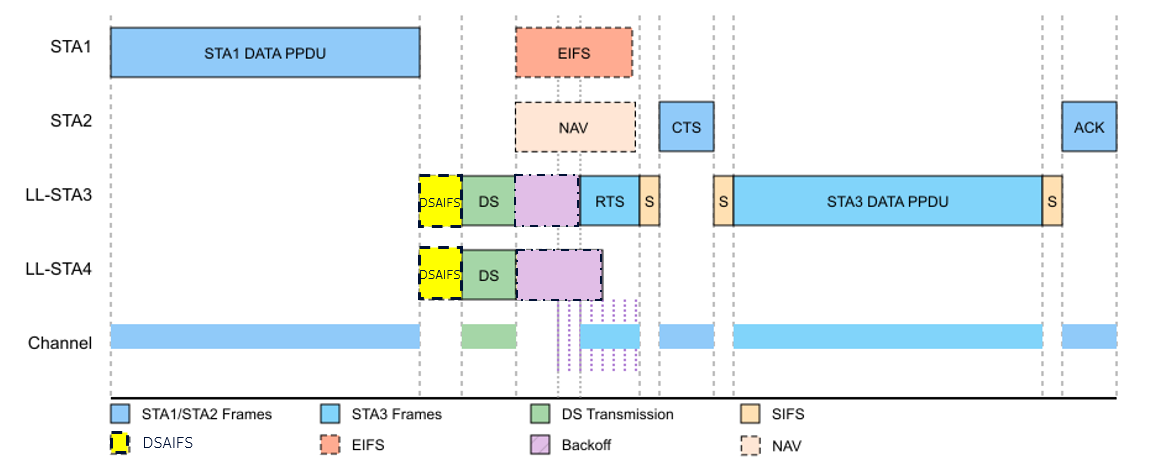 STA1
STA1 DATA PPDU
EIFS
STA2
NAV
CTS
ACK
LL-STA3
DSAIFS
DS
RTS
S
S
STA3 DATA PPDU
S
LL-STA4
DSAIFS
DS
Channel
STA1/STA2 Frames
STA3 Frames
DS Transmission
SIFS
DSAIFS
EIFS
Backoff
NAV